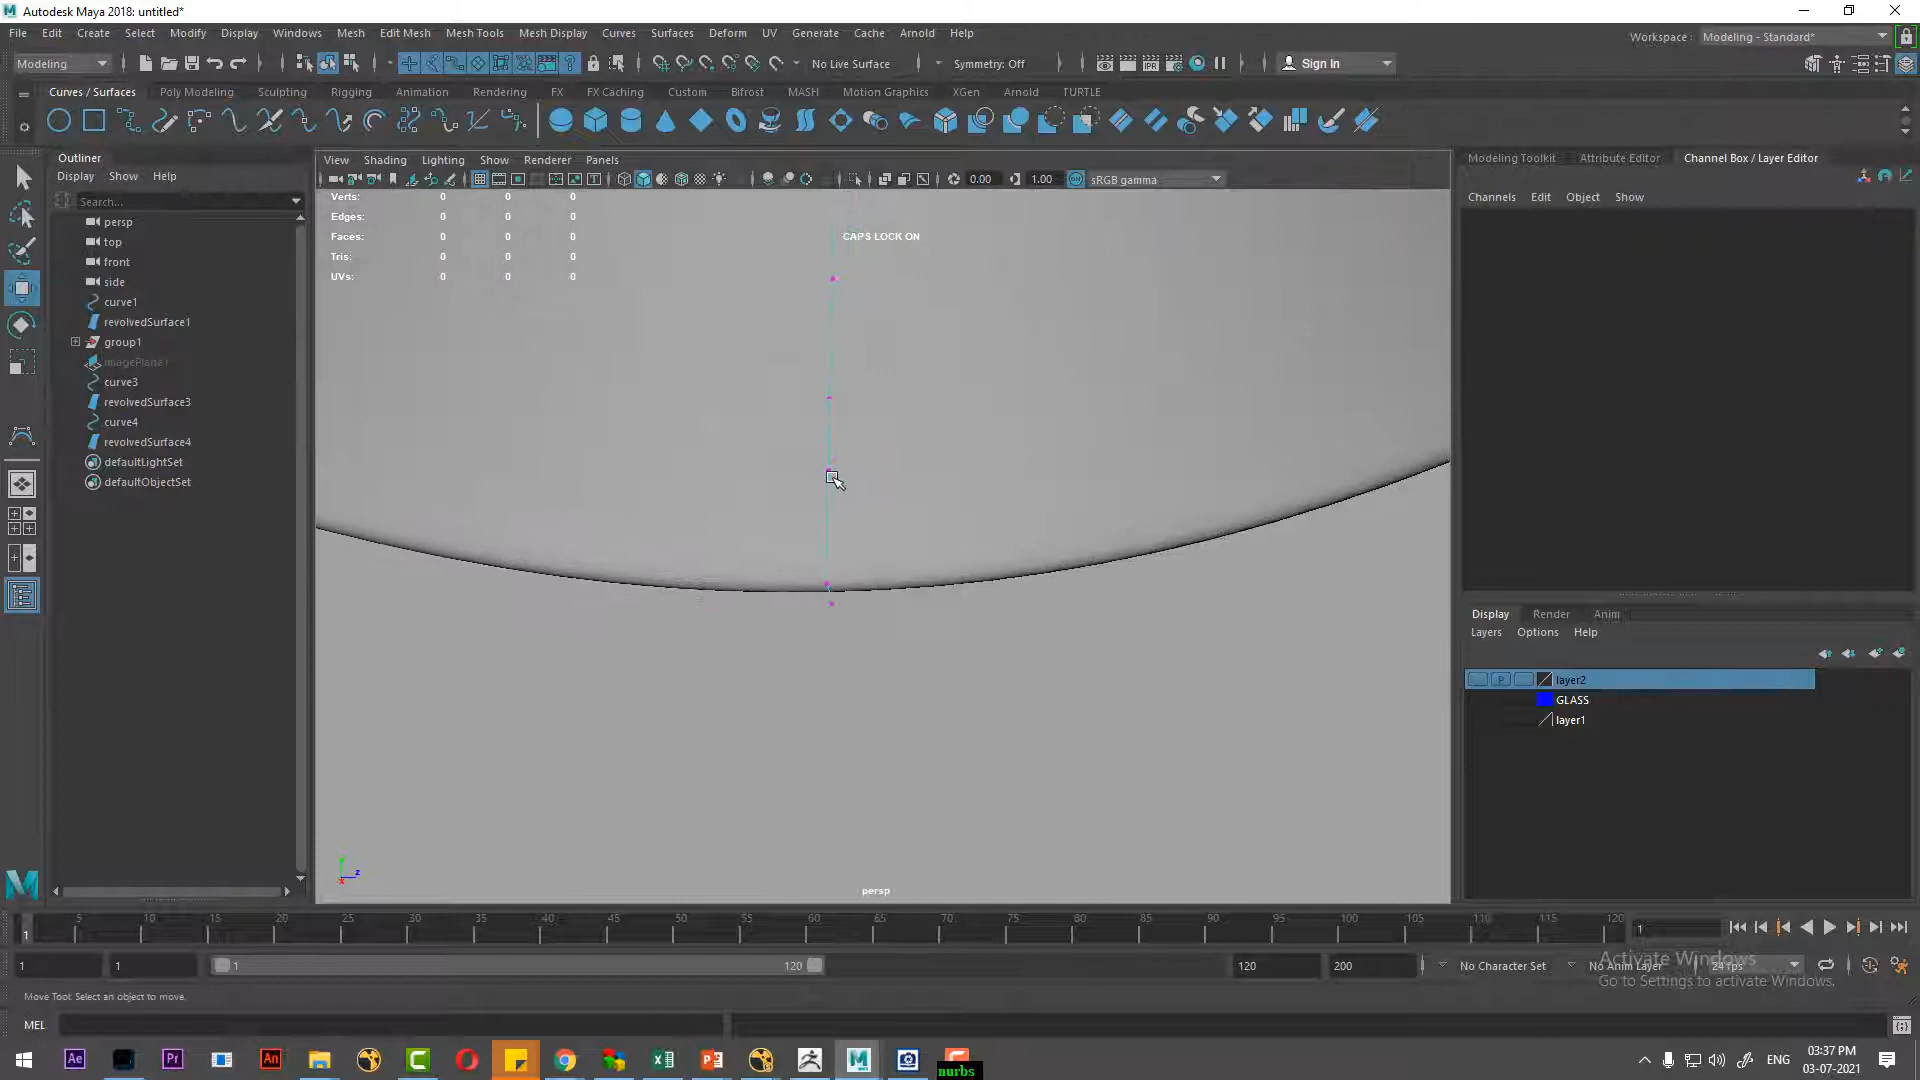 Autodesk Maya 2018: untitled*
File Edit Create Select Modify Display Windows Mesh Edit Mesh Mesh Tools Mesh Display Curves Surfaces Deform UV Generate Cache Arnold Help
Workspace : Modeling - Standard*
Modeling No Live Surface Symmetry: Off Sign In
Curves / Surfaces Poly Modeling Sculpting Rigging Animation Rendering FX FX Caching Custom Bifrost MASH Motion Graphics XGen Arnold TURTLE
Outliner
Display Show Help
Search...
persp
top
front
side
curve1
revolvedSurface1
group1
imagePlane1
curve3
revolvedSurface3
curve4
revolvedSurface4
defaultLightSet
defaultObjectSet
View Shading Lighting Show Renderer Panels
0.00 1.00 sRGB gamma
Verts: 0 0 0
Edges: 0 0 0
Faces: 0 0 0
Tris: 0 0 0
UVs: 0 0 0
CAPS LOCK ON
y
z
x
persp
Modeling Toolkit Attribute Editor Channel Box / Layer Editor
Channels Edit Object Show
Display Render Anim
Layers Options Help
P layer2
GLASS
layer1
5 10 15 20 25 30 35 40 45 50 55 60 65 70 75 80 85 90 95 100 105 110 115 120
1 1
1 1 1 120 120 200 No Character Set No Anim Layer 24 fps
Activate Windows
Go to Settings to activate Windows.
Move Tool: Select an object to move.
MEL
Ae Pr An nurbs
ENG 03:37 PM
03-07-2021